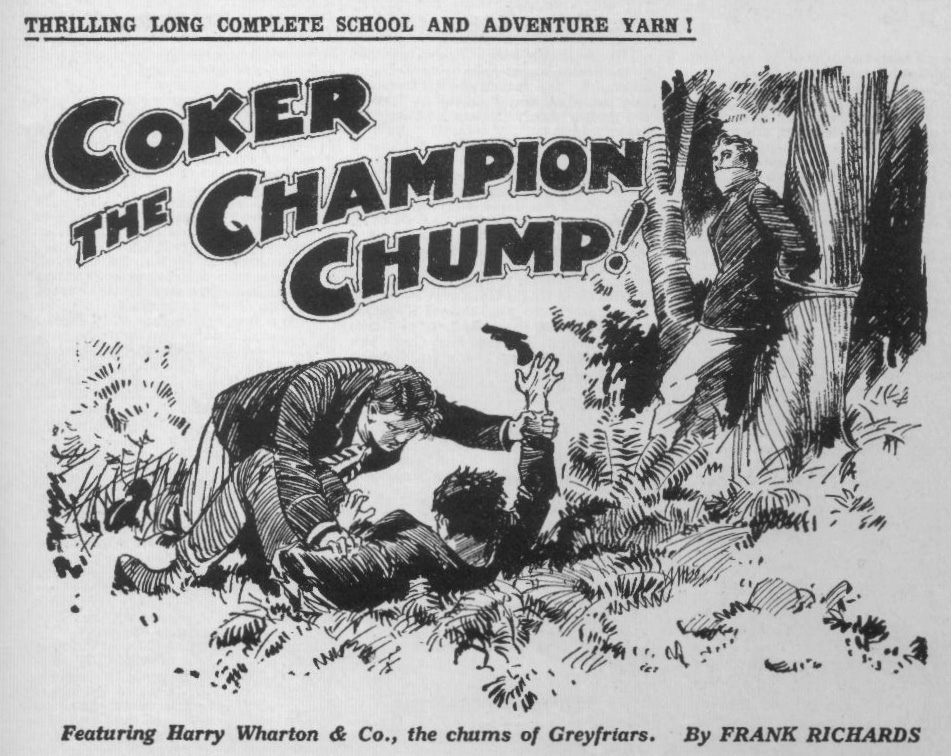 THRILLING LONG COMPLETE SCHOOL AND ADVENTURE YARN!
COKER
THE CHAMPION
CHUMP!
Featuring Harry Wharton & Co., the chums of Greyfriars. By FRANK RICHARDS